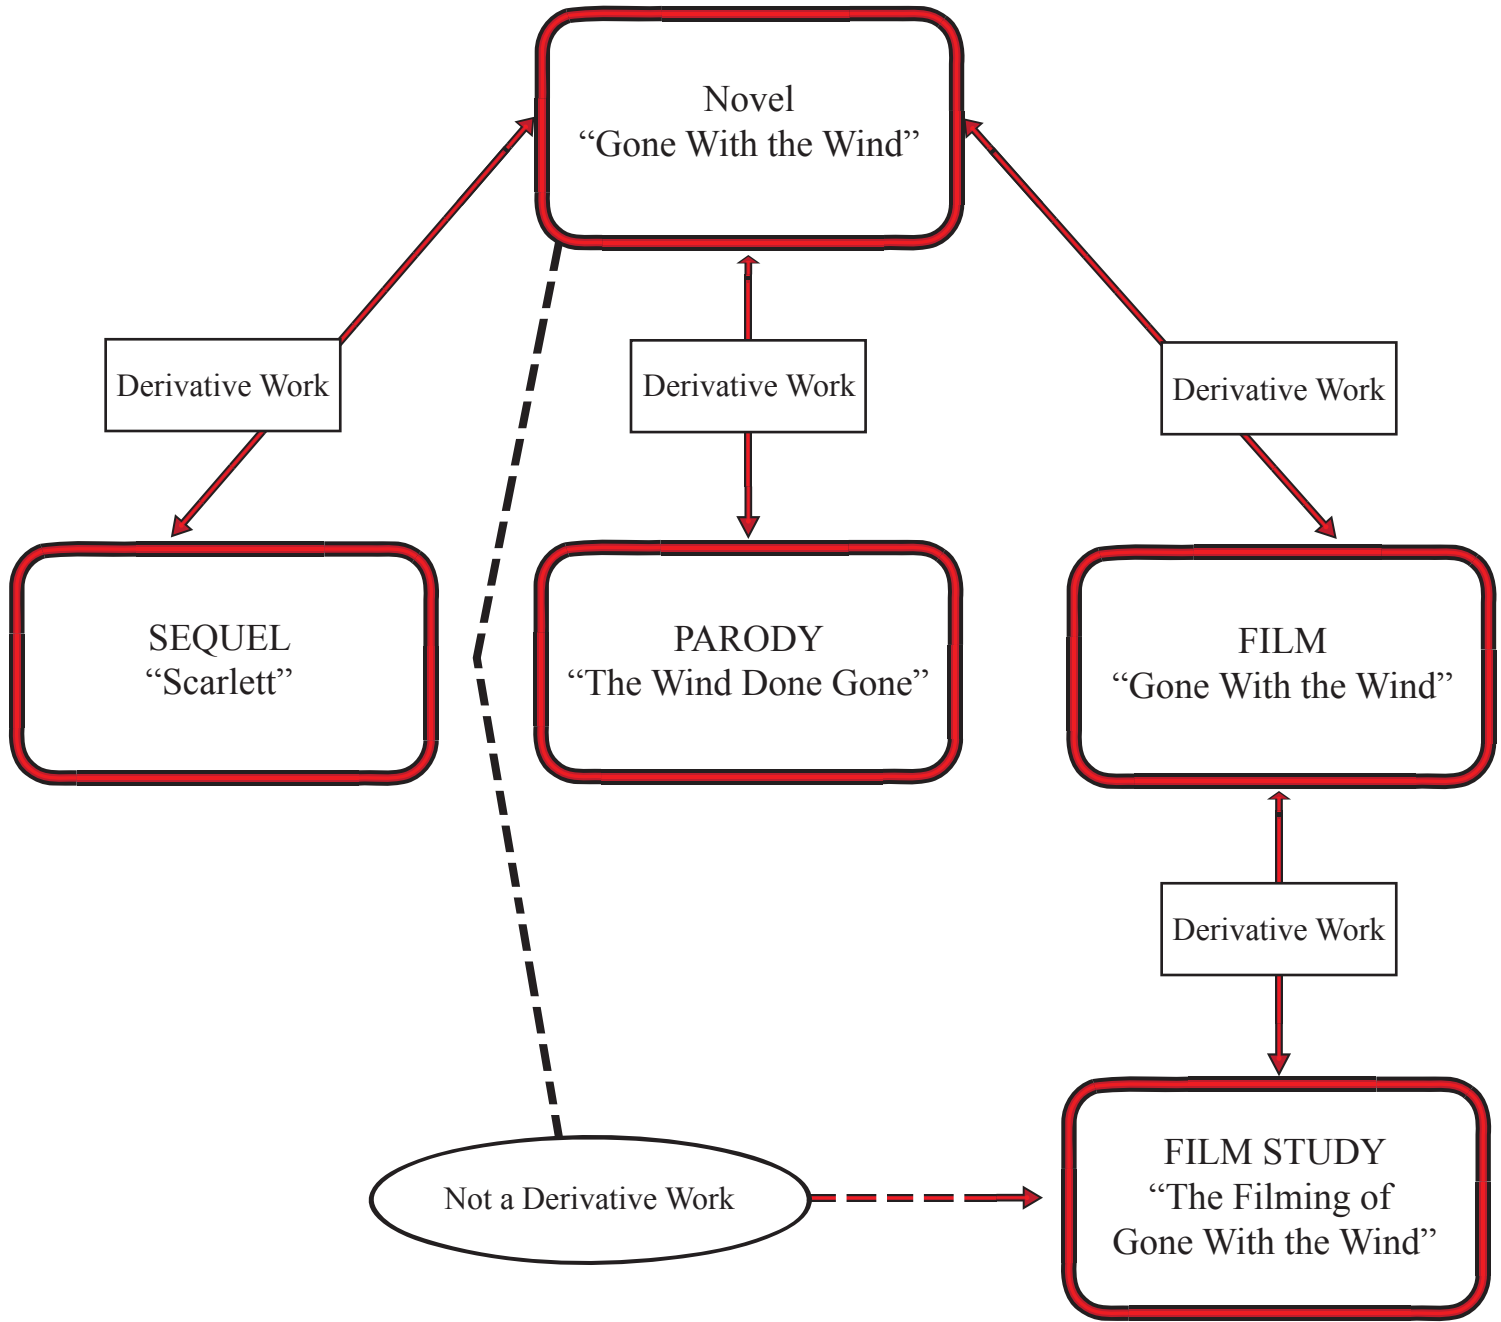 Novel
“Gone With the Wind”
Derivative Work
Derivative Work
Derivative Work
SEQUEL
“Scarlett”
PARODY
“The Wind Done Gone”
FILM
“Gone With the Wind”
Derivative Work
Not a Derivative Work
FILM STUDY
“The Filming of
Gone With the Wind”